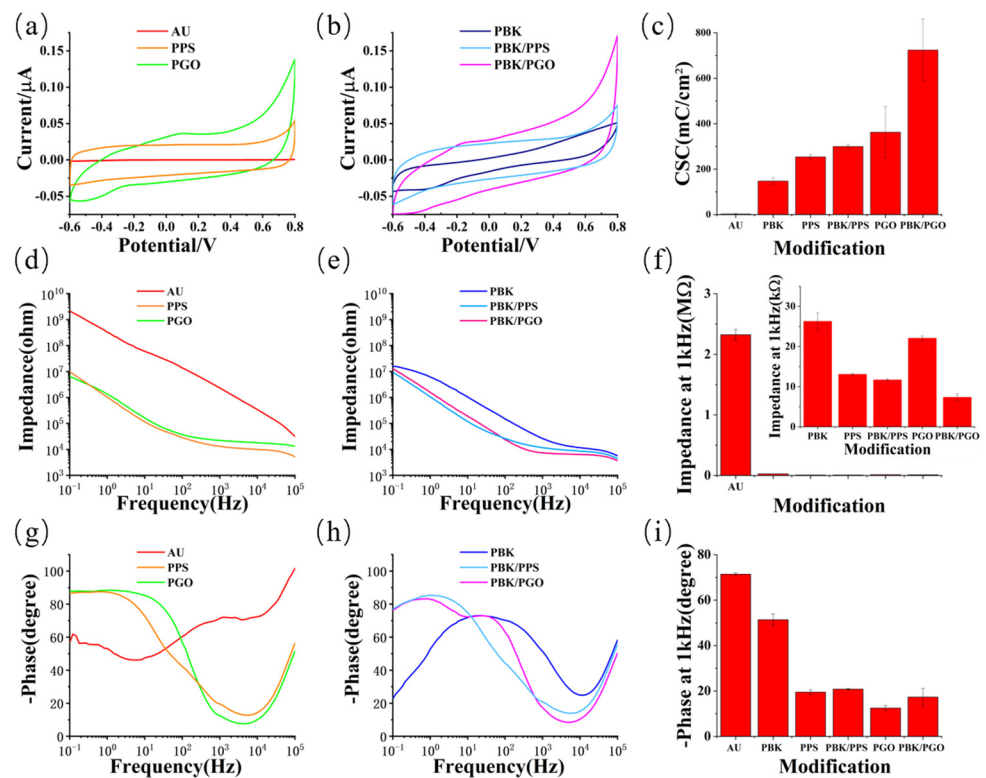 (a)
AU
PPS
PGO
Current/μA
0.15
0.10
0.05
0.00
-0.05
-0.6 -0.4 -0.2 0.0 0.2 0.4 0.6 0.8
Potential/V
(b)
PBK
PBK/PPS
PBK/PGO
Current/μA
0.15
0.10
0.05
0.00
-0.05
-0.6 -0.4 -0.2 0.0 0.2 0.4 0.6 0.8
Potential/V
(c)
CSC(mC/cm²)
800
600
400
200
0
AU PBK PPS PBK/PPS PGO PBK/PGO
Modification
(d)
AU
PPS
PGO
Impedance(ohm)
10¹⁰
10⁹
10⁸
10⁷
10⁶
10⁵
10⁴
10³
10⁻¹ 10⁰ 10¹ 10² 10³ 10⁴ 10⁵
Frequency(Hz)
(e)
PBK
PBK/PPS
PBK/PGO
Impedance(ohm)
10¹⁰
10⁹
10⁸
10⁷
10⁶
10⁵
10⁴
10³
10⁻¹ 10⁰ 10¹ 10² 10³ 10⁴ 10⁵
Frequency(Hz)
(f)
Impedance at 1kHz(MΩ)
3
2
1
0
AU
Modification
Impedance at 1kHz(kΩ)
30
20
10
0
PBK PPS PBK/PPS PGO PBK/PGO
Modification
(g)
AU
PPS
PGO
-Phase(degree)
100
80
60
40
20
0
10⁻¹ 10⁰ 10¹ 10² 10³ 10⁴ 10⁵
Frequency(Hz)
(h)
PBK
PBK/PPS
PBK/PGO
-Phase(degree)
100
80
60
40
20
0
10⁻¹ 10⁰ 10¹ 10² 10³ 10⁴ 10⁵
Frequency(Hz)
(i)
-Phase at 1kHz(degree)
80
60
40
20
0
AU PBK PPS PBK/PPS PGO PBK/PGO
Modification